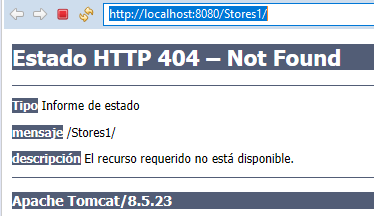 http://localhost:8080/Stores1/
Estado HTTP 404 – Not Found
Tipo Informe de estado
mensaje /Stores1/
descripción El recurso requerido no está disponible.
Apache Tomcat/8.5.23